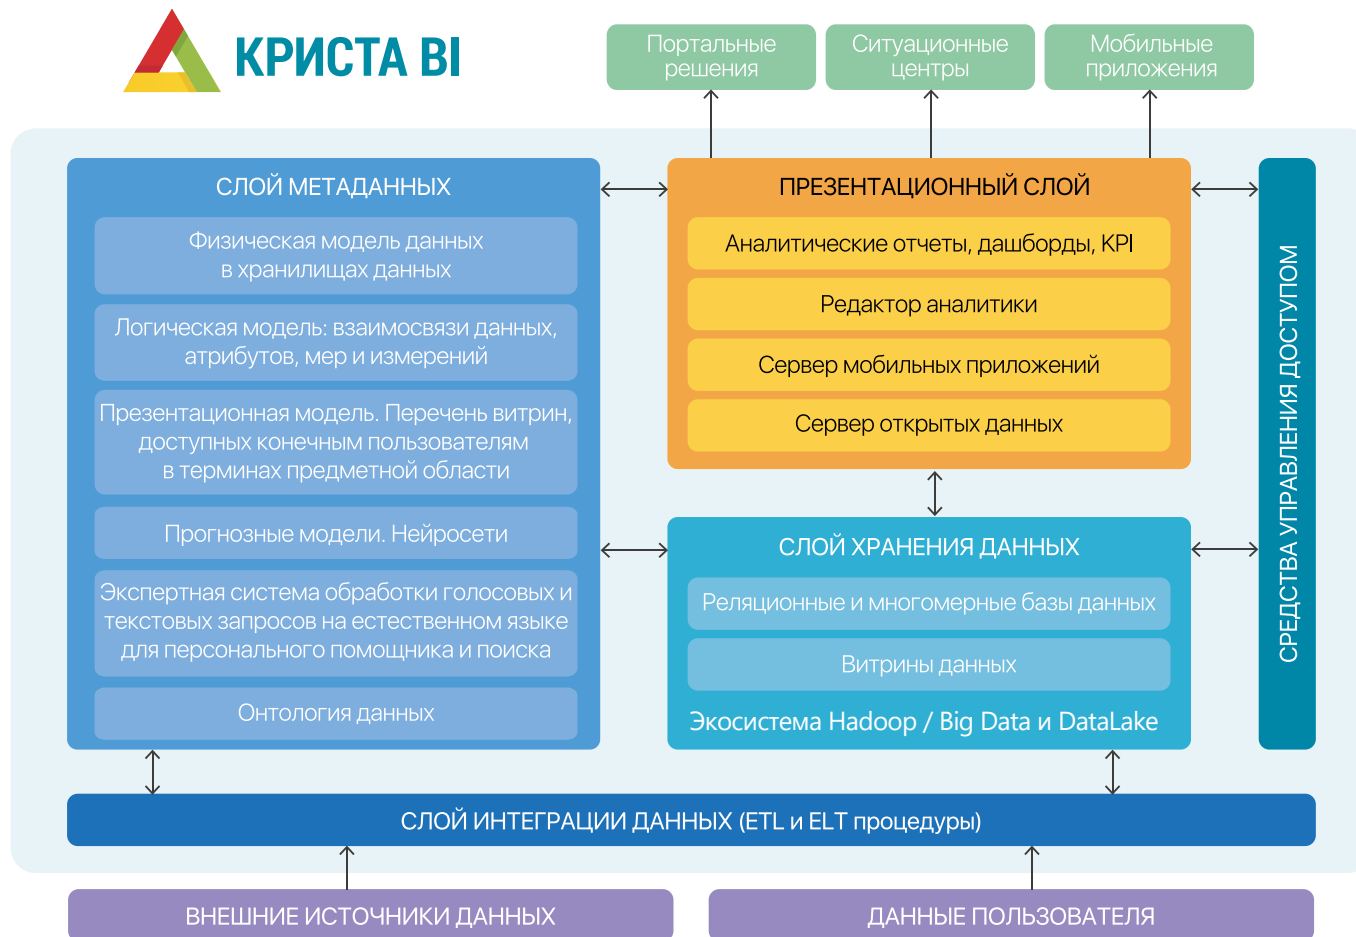 КРИСТА BI
Портальные
решения
Ситуационные
центры
Мобильные
приложения
СЛОЙ МЕТАДАННЫХ
Физическая модель данных
в хранилищах данных
Логическая модель: взаимосвязи данных,
атрибутов, мер и измерений
Презентационная модель. Перечень витрин,
доступных конечным пользователям
в терминах предметной области
Прогнозные модели. Нейросети
Экспертная система обработки голосовых и
текстовых запросов на естественном языке
для персонального помощника и поиска
Онтология данных
ПРЕЗЕНТАЦИОННЫЙ СЛОЙ
Аналитические отчеты, дашборды, KPI
Редактор аналитики
Сервер мобильных приложений
Сервер открытых данных
СЛОЙ ХРАНЕНИЯ ДАННЫХ
Реляционные и многомерные базы данных
Витрины данных
Экосистема Hadoop / Big Data и DataLake
СРЕДСТВА УПРАВЛЕНИЯ ДОСТУПОМ
СЛОЙ ИНТЕГРАЦИИ ДАННЫХ (ETL и ELT процедуры)
ВНЕШНИЕ ИСТОЧНИКИ ДАННЫХ
ДАННЫЕ ПОЛЬЗОВАТЕЛЯ